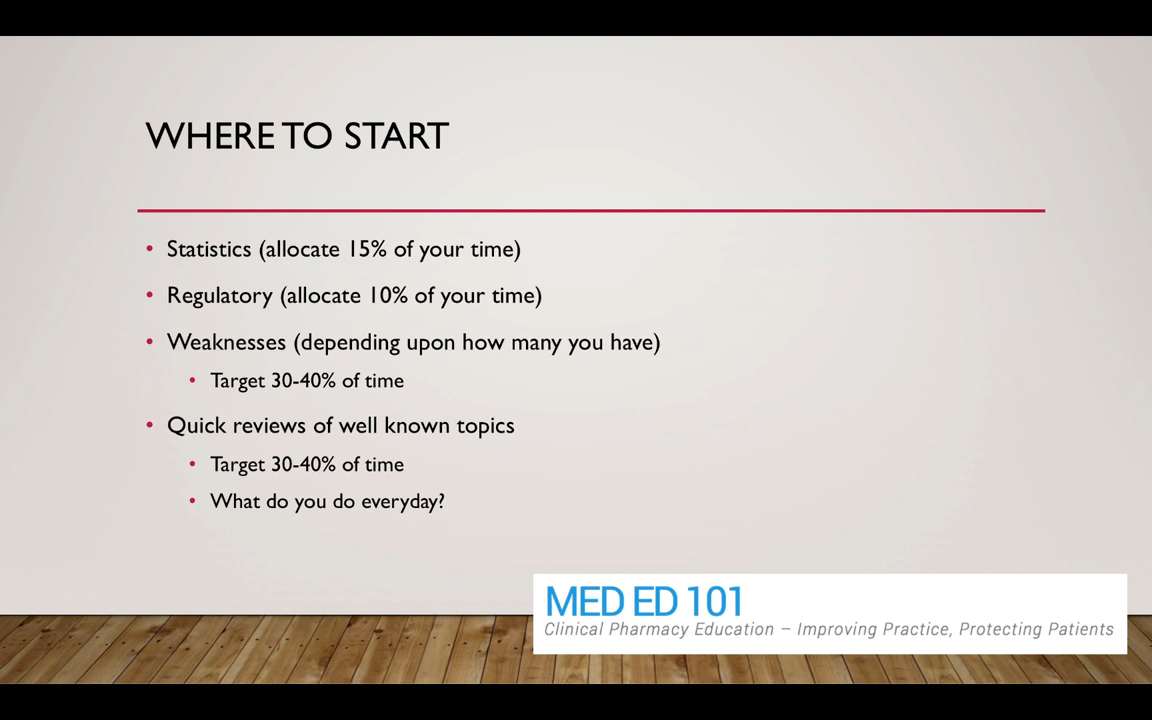 WHERE TO START
• Statistics (allocate 15% of your time)
• Regulatory (allocate 10% of your time)
• Weaknesses (depending upon how many you have)
• Target 30-40% of time
• Quick reviews of well known topics
• Target 30-40% of time
• What do you do everyday?
MED ED 101
Clinical Pharmacy Education – Improving Practice, Protecting Patients